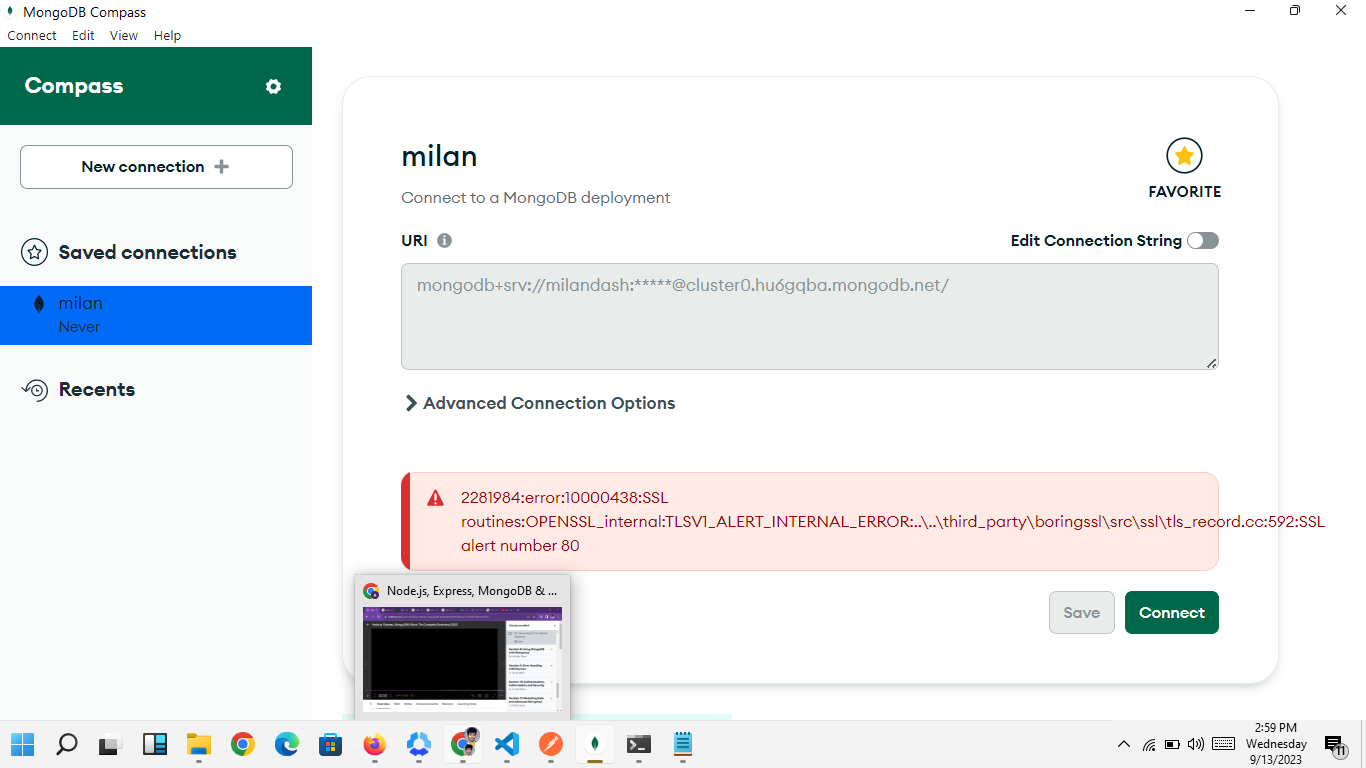 MongoDB Compass
Connect Edit View Help
Compass
New connection
Saved connections
milan
Never
Recents
milan
Connect to a MongoDB deployment
FAVORITE
URI
Edit Connection String
mongodb+srv://milandash:*****@cluster0.hu6gqba.mongodb.net/
Advanced Connection Options
2281984:error:10000438:SSL
routines:OPENSSL_internal:TLSV1_ALERT_INTERNAL_ERROR:..\..\third_party\boringssl\src\ssl\tls_record.cc:592:SSL
alert number 80
Node.js, Express, MongoDB & ...
Save
Connect
2:59 PM
Wednesday
9/13/2023
11